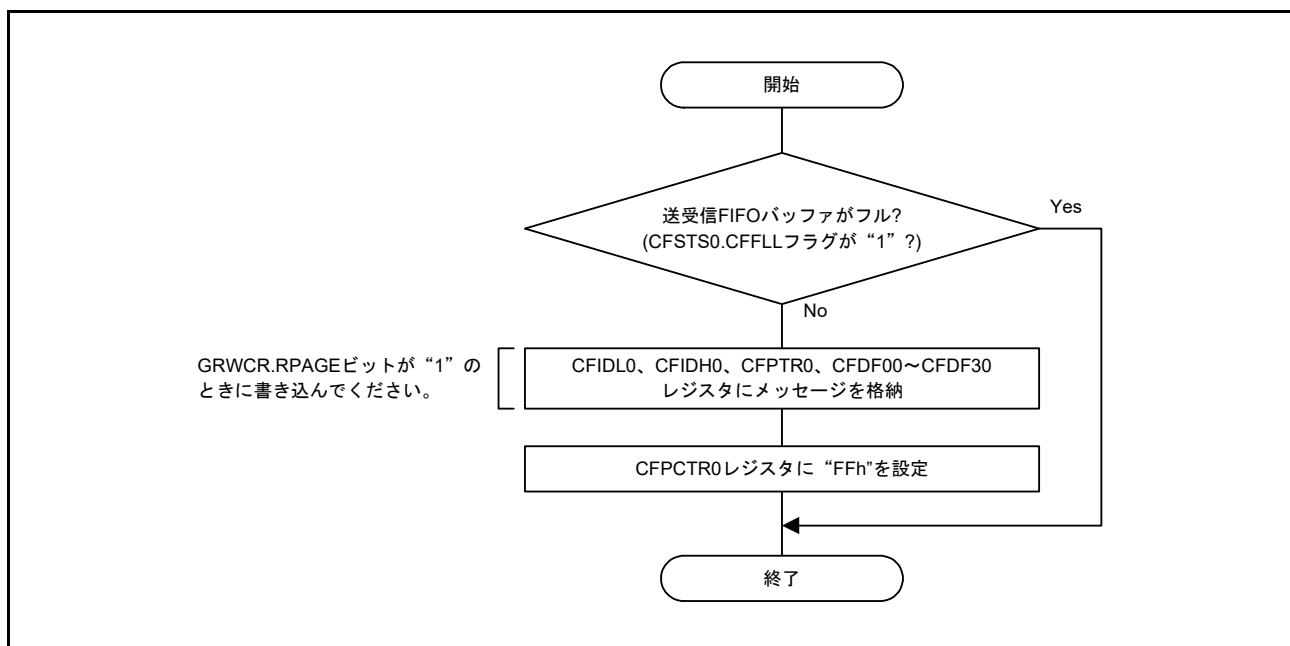 開始
送受信FIFOバッファがフル?
(CFSTS0.CFFLLフラグが“1”?)
Yes
No
GRWCR.RPAGEビットが“1”の
ときに書き込んでください。
CFIDL0、CFIDH0、CFPTR0、CFDF00～CFDF30
レジスタにメッセージを格納
CFPCTR0レジスタに“FFh”を設定
終了